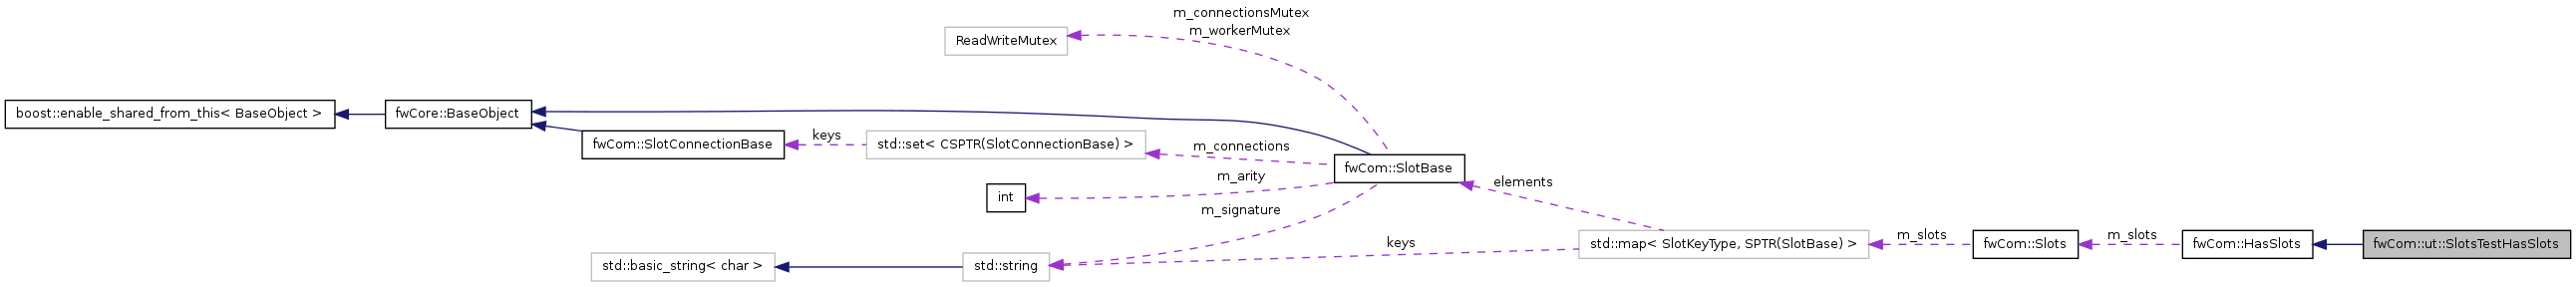 m_connectionsMutex
m_workerMutex
ReadWriteMutex
boost::enable_shared_from_this< BaseObject >
fwCore::BaseObject
keys
fwCom::SlotConnectionBase
std::set< CSPTR(SlotConnectionBase) >
m_connections
fwCom::SlotBase
m_arity
elements
int
m_signature
keys
m_slots
m_slots
std::basic_string< char >
std::string
std::map< SlotKeyType, SPTR(SlotBase) >
fwCom::Slots
fwCom::HasSlots
fwCom::ut::SlotsTestHasSlots